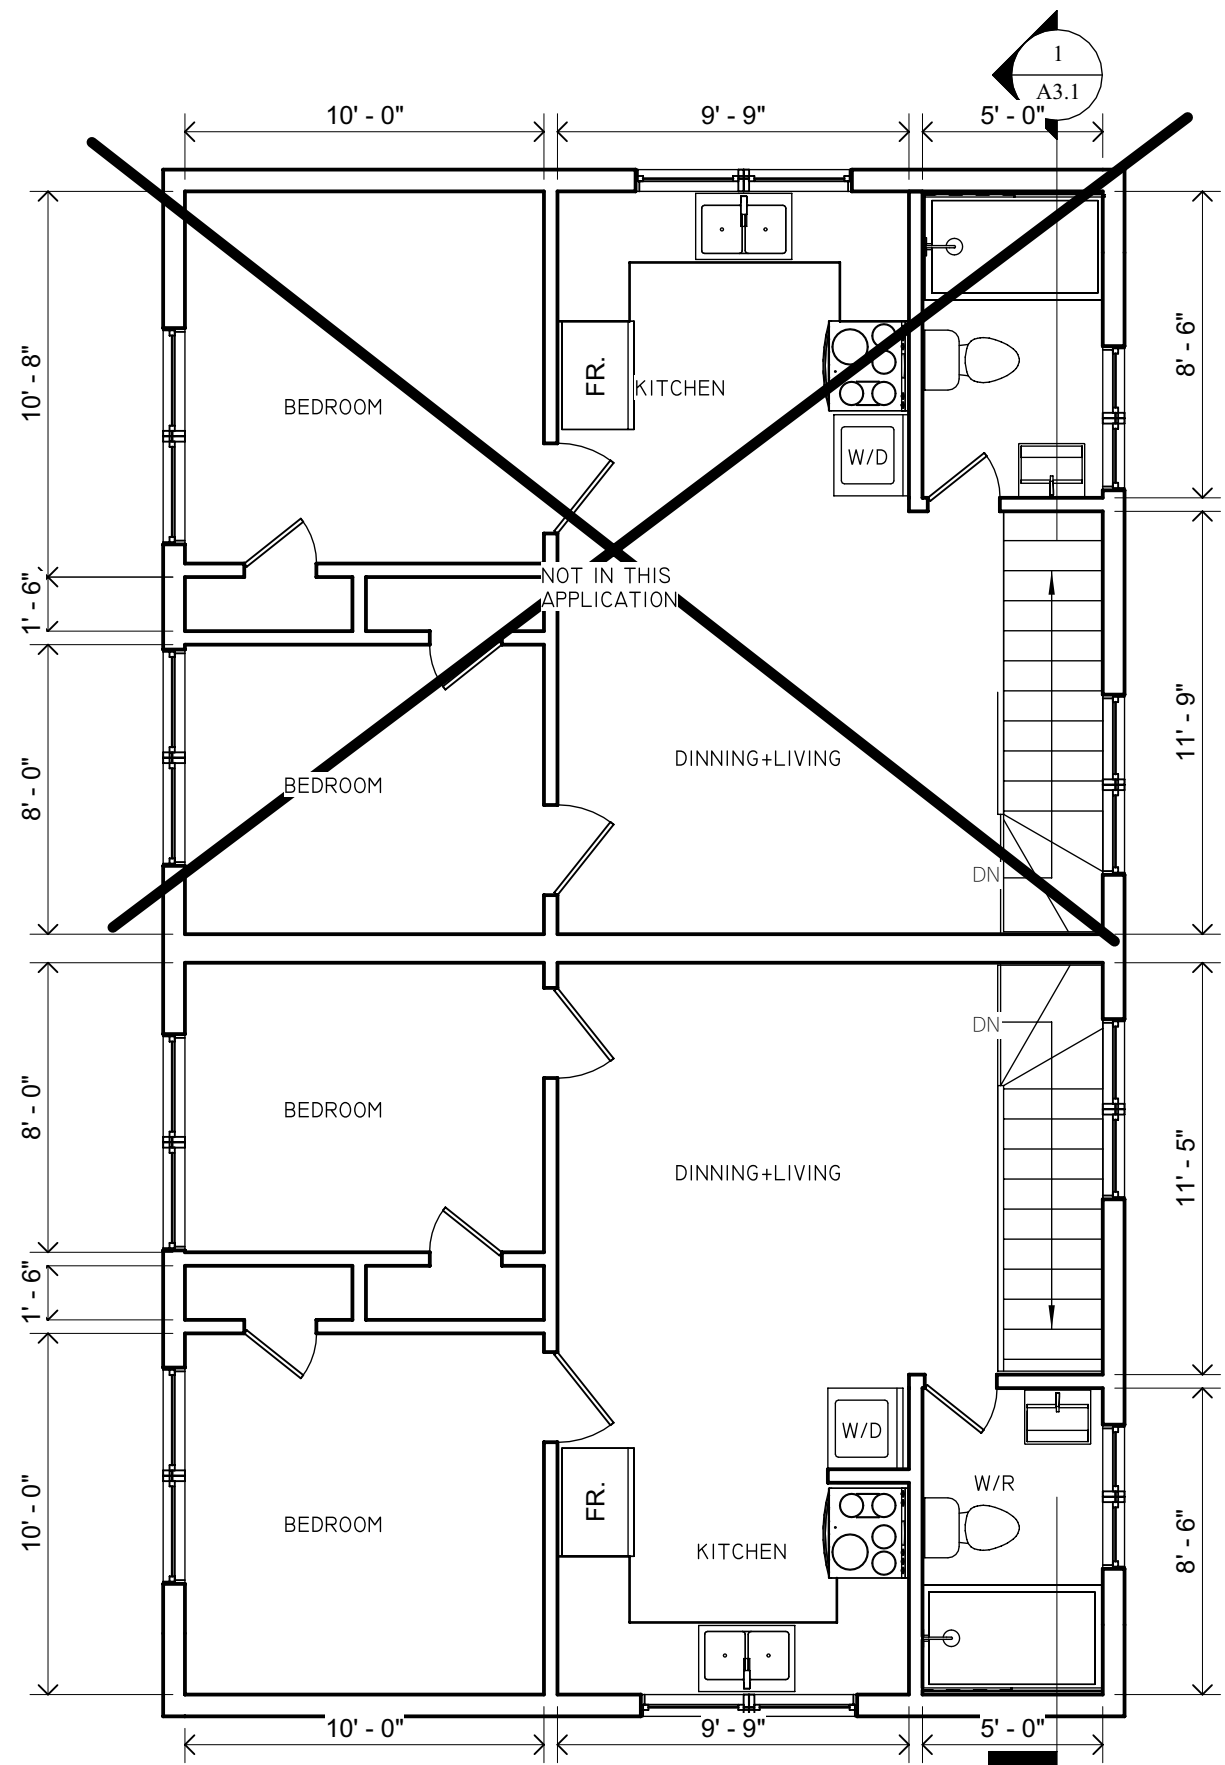 1
A3.1
10' - 0"
9' - 9"
5' - 0"
10' - 8"
8' - 6"
FR.
KITCHEN
BEDROOM
W/D
NOT IN THIS
APPLICATION
1' - 6"
11' - 9"
DINNING+LIVING
BEDROOM
8' - 0"
DN
DN
8' - 0"
BEDROOM
DINNING+LIVING
11' - 5"
1' - 6"
W/D
W/R
FR.
10' - 0"
BEDROOM
KITCHEN
8' - 6"
10' - 0"
9' - 9"
5' - 0"